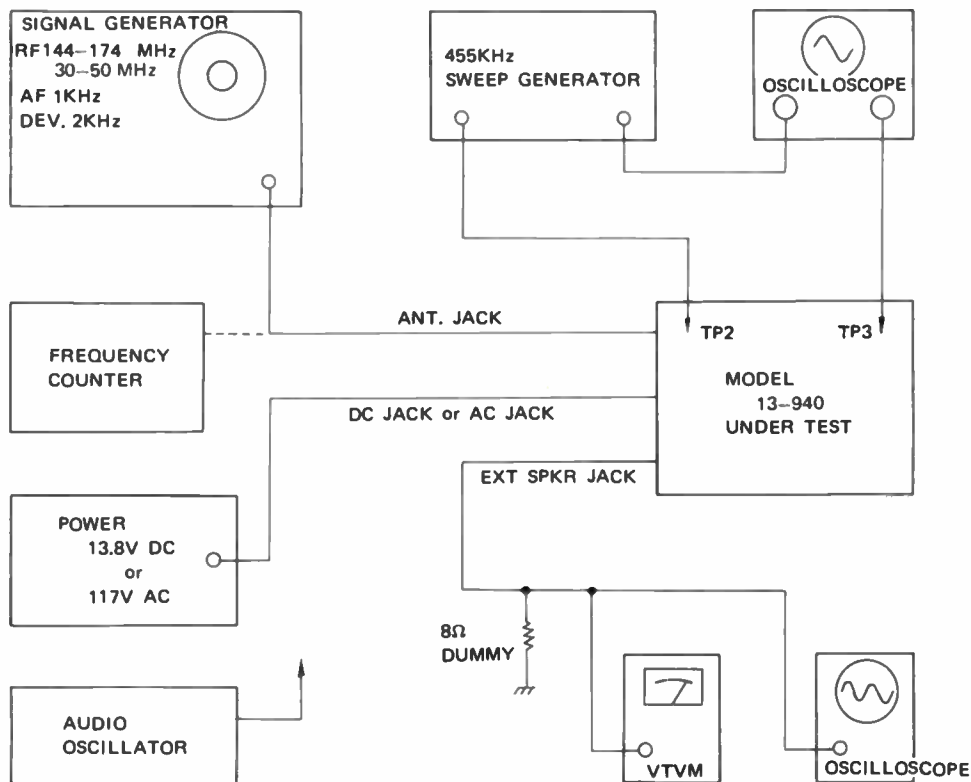 SIGNAL GENERATOR
RF144–174 MHz
30–50 MHz
AF 1KHz
DEV. 2KHz
455KHz
SWEEP GENERATOR
OSCILLOSCOPE
FREQUENCY
COUNTER
ANT. JACK
TP2
TP3
MODEL
13–940
UNDER TEST
DC JACK or AC JACK
EXT SPKR JACK
POWER
13.8V DC
or
117V AC
8Ω
DUMMY
AUDIO
OSCILLATOR
VTVM
OSCILLOSCOPE